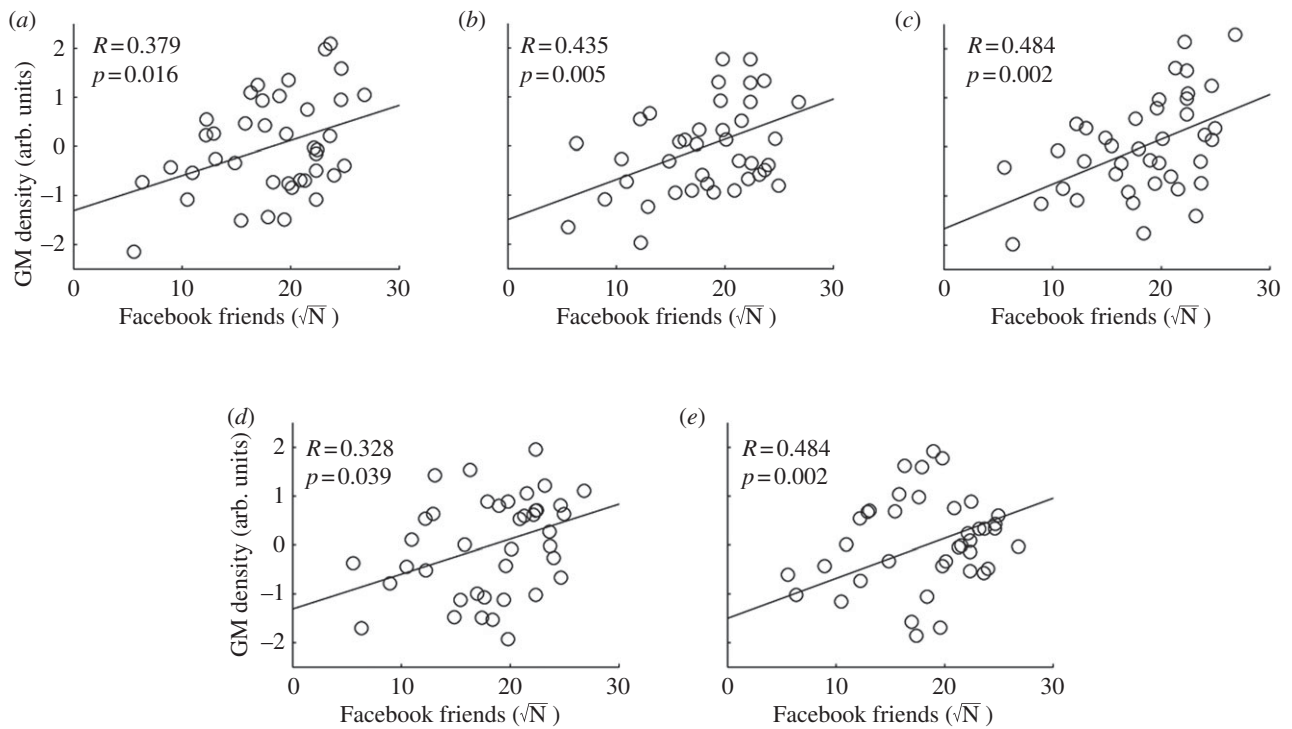 (a)
R=0.379
p=0.016
GM density (arb. units)
2
1
0
−1
−2
0 10 20 30
Facebook friends (√N )
(b)
R=0.435
p=0.005
0 10 20 30
Facebook friends (√N )
(c)
R=0.484
p=0.002
0 10 20 30
Facebook friends (√N )
(d)
R=0.328
p=0.039
GM density (arb. units)
2
1
0
−1
−2
0 10 20 30
Facebook friends (√N )
(e)
R=0.484
p=0.002
0 10 20 30
Facebook friends (√N )